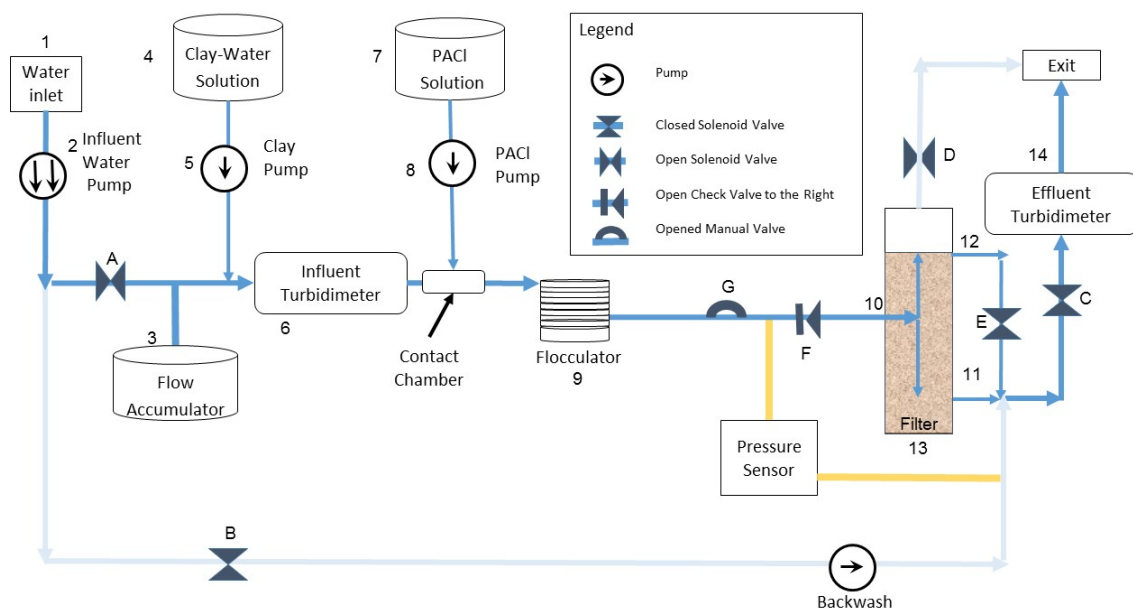 1
Water
inlet
2
Influent
Water
Pump
4
Clay-Water
Solution
5
Clay
Pump
7
PACl
Solution
8
PACl
Pump
Legend
Pump
Closed Solenoid Valve
Open Solenoid Valve
Open Check Valve to the Right
Opened Manual Valve
Exit
D
14
Effluent
Turbidimeter
12
C
E
11
A
3
Flow
Accumulator
Influent
Turbidimeter
6
Contact
Chamber
Flocculator
9
G
F
10
Filter
13
Pressure
Sensor
B
Backwash